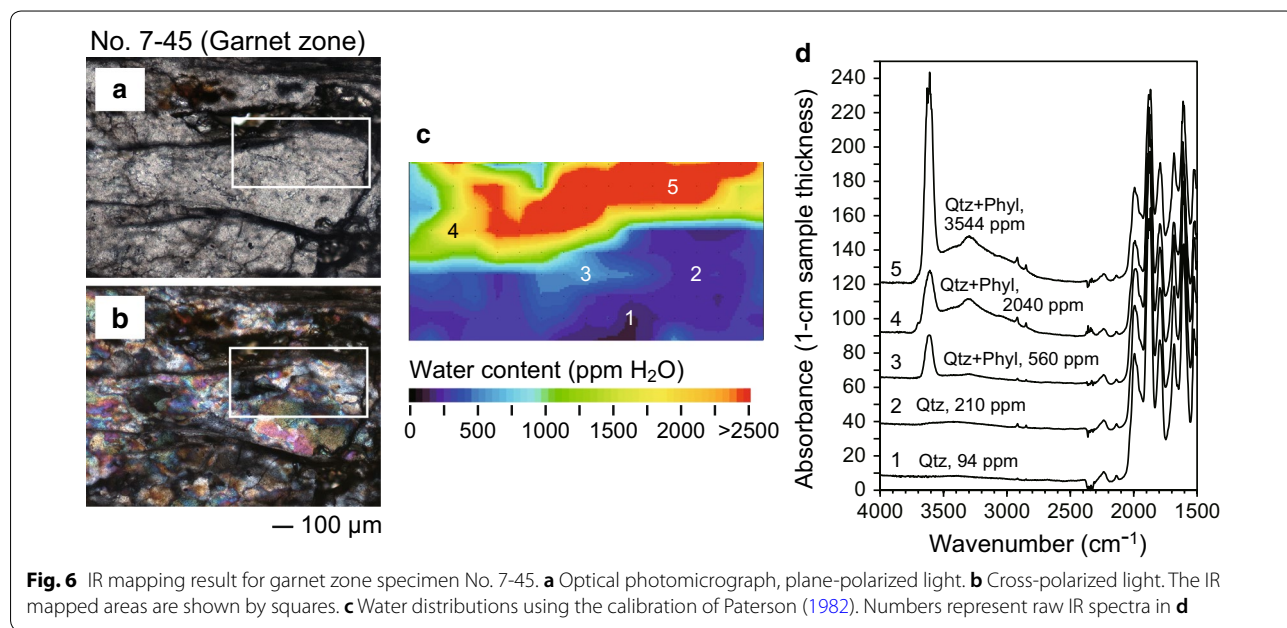 No. 7-45 (Garnet zone)
a
b
100 µm
c
5
4
3
2
1
Water content (ppm H₂O)
0 500 1000 1500 2000 >2500
d
Absorbance (1-cm sample thickness)
240
220
200
180
160
140
120
100
80
60
40
20
0
Qtz+Phyl,
3544 ppm
5
Qtz+Phyl,
2040 ppm
4
3 Qtz+Phyl, 560 ppm
2 Qtz, 210 ppm
1 Qtz, 94 ppm
4000 3500 3000 2500 2000 1500
Wavenumber (cm⁻¹)
Fig. 6 IR mapping result for garnet zone specimen No. 7-45. a Optical photomicrograph, plane-polarized light. b Cross-polarized light. The IR
mapped areas are shown by squares. c Water distributions using the calibration of Paterson (1982). Numbers represent raw IR spectra in d